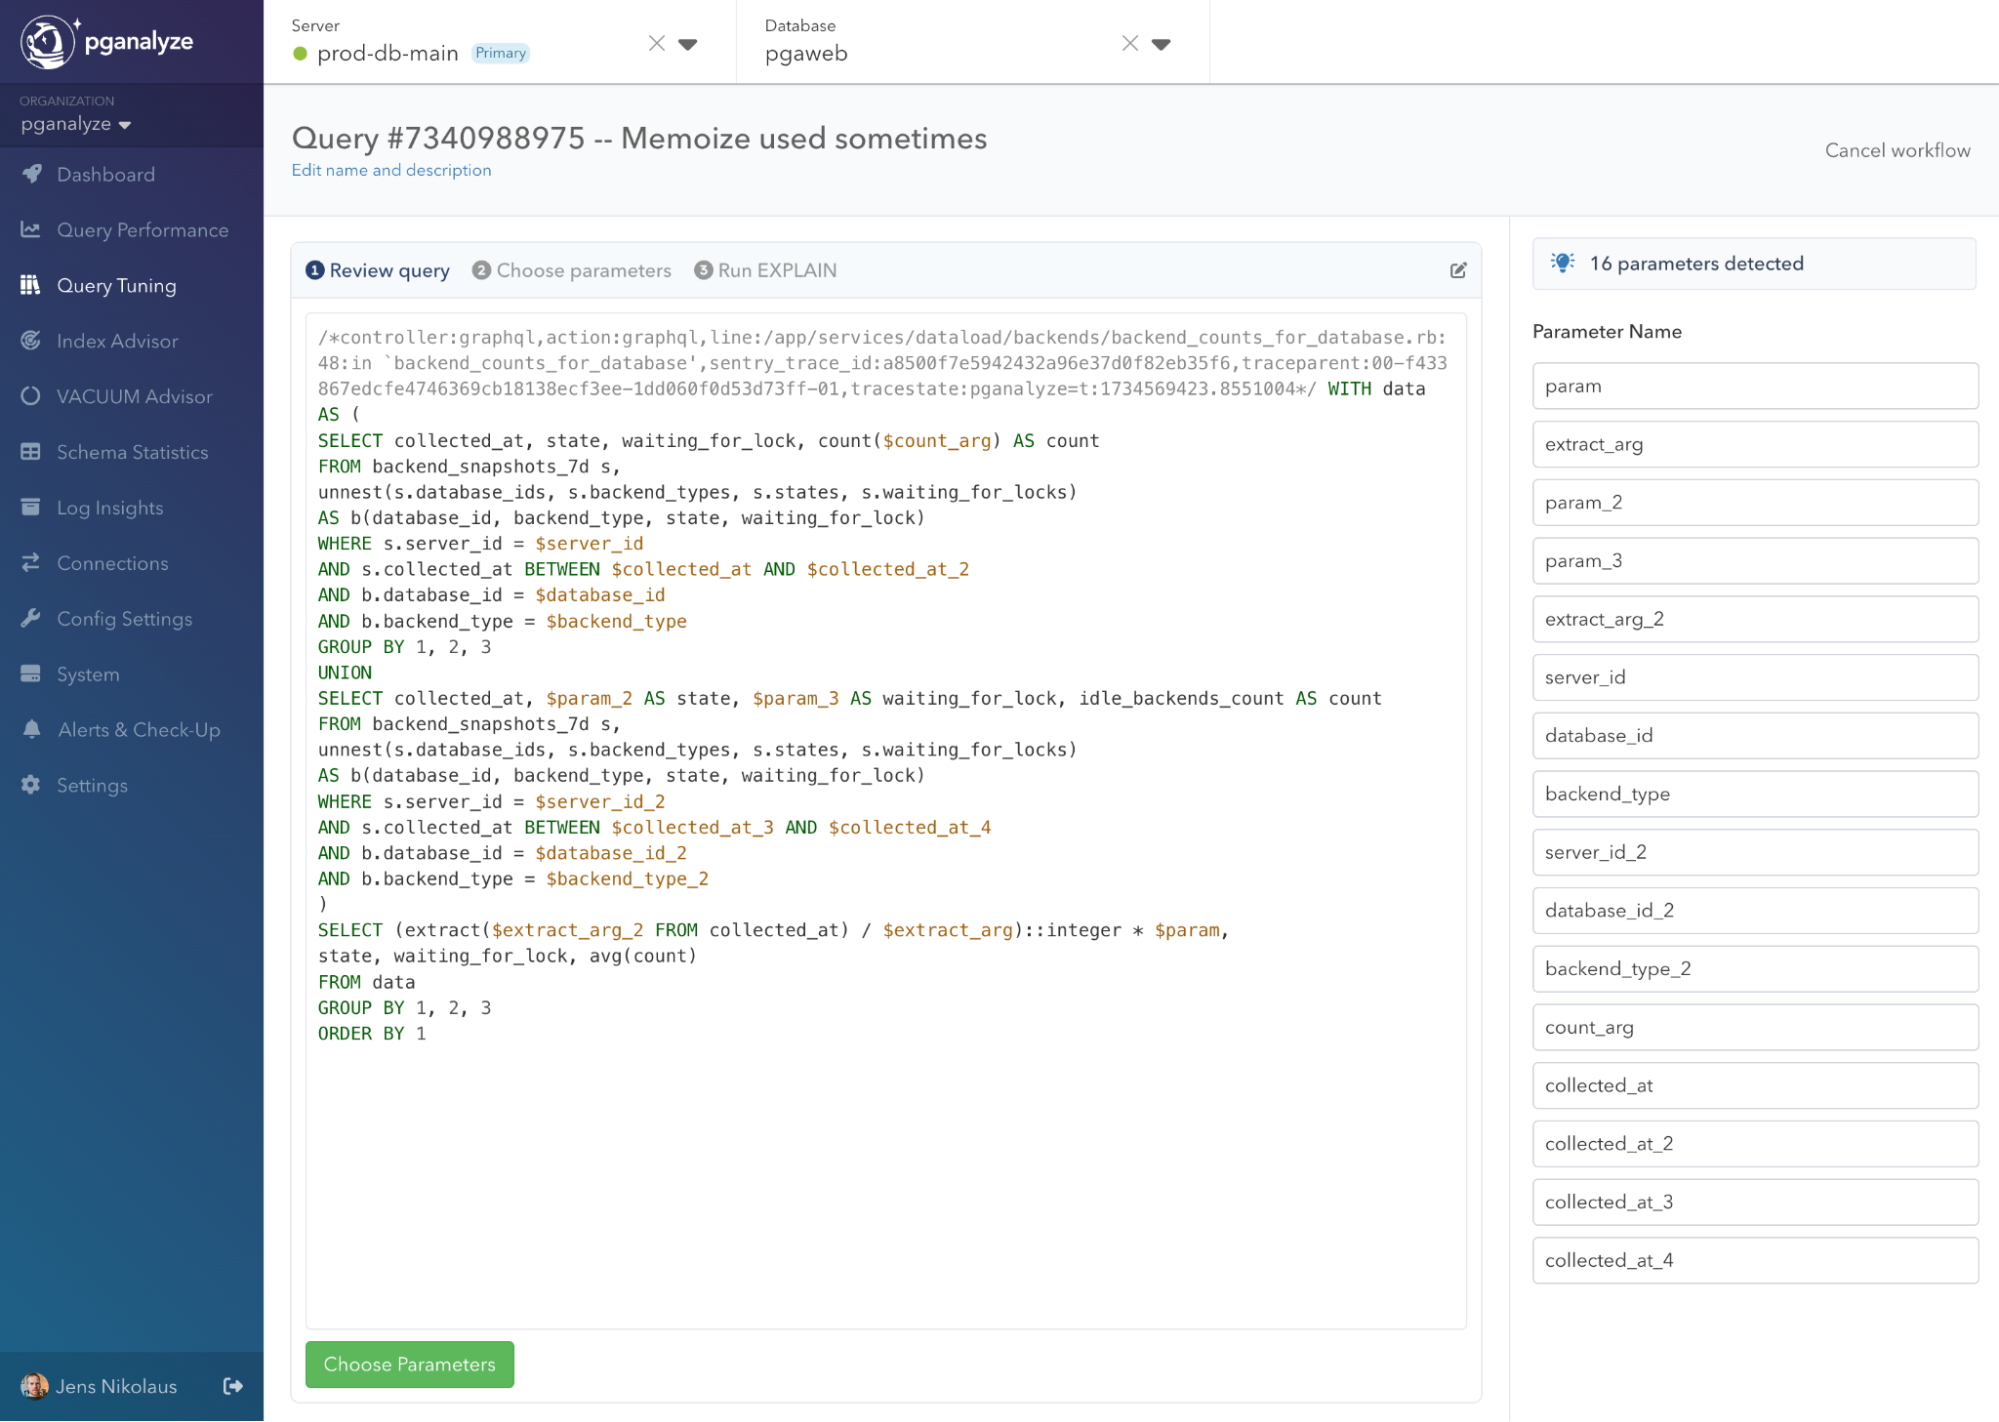 pganalyze
Server
prod-db-main Primary
Database
pgaweb
ORGANIZATION
pganalyze
Dashboard
Query Performance
Query Tuning
Index Advisor
VACUUM Advisor
Schema Statistics
Log Insights
Connections
Config Settings
System
Alerts & Check-Up
Settings
Jens Nikolaus
Query #7340988975 -- Memoize used sometimes
Edit name and description
Cancel workflow
1 Review query 2 Choose parameters 3 Run EXPLAIN
/*controller:graphql,action:graphql,line:/app/services/dataload/backends/backend_counts_for_database.rb:
48:in `backend_counts_for_database',sentry_trace_id:a8500f7e5942432a96e37d0f82eb35f6,traceparent:00-f433
867edcfe4746369cb18138ecf3ee-1dd060f0d53d73ff-01,tracestate:pganalyze=t:1734569423.8551004*/ WITH data
AS (
SELECT collected_at, state, waiting_for_lock, count($count_arg) AS count
FROM backend_snapshots_7d s,
unnest(s.database_ids, s.backend_types, s.states, s.waiting_for_locks)
AS b(database_id, backend_type, state, waiting_for_lock)
WHERE s.server_id = $server_id
AND s.collected_at BETWEEN $collected_at AND $collected_at_2
AND b.database_id = $database_id
AND b.backend_type = $backend_type
GROUP BY 1, 2, 3
UNION
SELECT collected_at, $param_2 AS state, $param_3 AS waiting_for_lock, idle_backends_count AS count
FROM backend_snapshots_7d s,
unnest(s.database_ids, s.backend_types, s.states, s.waiting_for_locks)
AS b(database_id, backend_type, state, waiting_for_lock)
WHERE s.server_id = $server_id_2
AND s.collected_at BETWEEN $collected_at_3 AND $collected_at_4
AND b.database_id = $database_id_2
AND b.backend_type = $backend_type_2
)
SELECT (extract($extract_arg_2 FROM collected_at) / $extract_arg)::integer * $param,
state, waiting_for_lock, avg(count)
FROM data
GROUP BY 1, 2, 3
ORDER BY 1
Choose Parameters
16 parameters detected
Parameter Name
param
extract_arg
param_2
param_3
extract_arg_2
server_id
database_id
backend_type
server_id_2
database_id_2
backend_type_2
count_arg
collected_at
collected_at_2
collected_at_3
collected_at_4